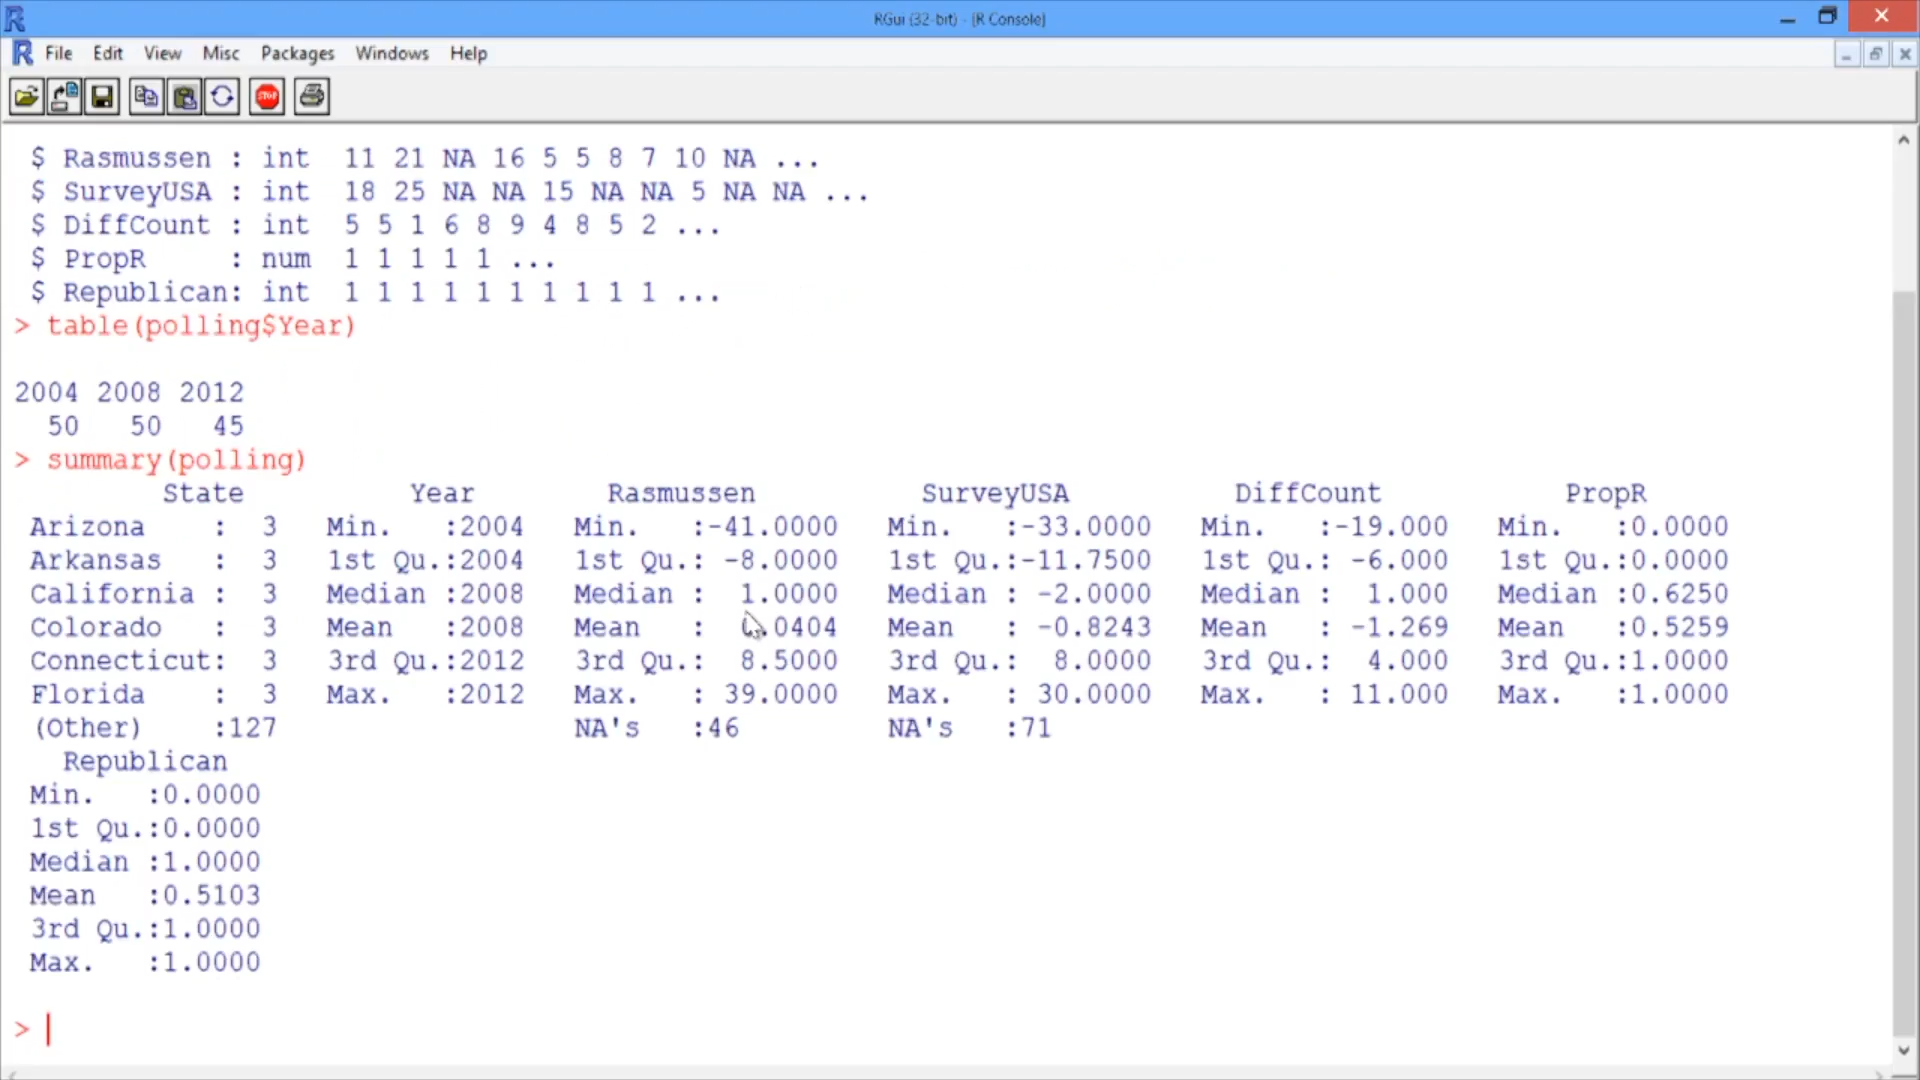 RGui (32-bit) - [R Console]
File Edit View Misc Packages Windows Help
STOP
$ Rasmussen : int 11 21 NA 16 5 5 8 7 10 NA ...
$ SurveyUSA : int 18 25 NA NA 15 NA NA 5 NA NA ...
$ DiffCount : int 5 5 1 6 8 9 4 8 5 2 ...
$ PropR : num 1 1 1 1 1 ...
$ Republican: int 1 1 1 1 1 1 1 1 1 1 ...
> table(polling$Year)
2004 2008 2012
50 50 45
> summary(polling)
State Year Rasmussen SurveyUSA DiffCount PropR
Arizona : 3 Min. :2004 Min. :-41.0000 Min. :-33.0000 Min. :-19.000 Min. :0.0000
Arkansas : 3 1st Qu.:2004 1st Qu.: -8.0000 1st Qu.:-11.7500 1st Qu.: -6.000 1st Qu.:0.0000
California : 3 Median :2008 Median : 1.0000 Median : -2.0000 Median : 1.000 Median :0.6250
Colorado : 3 Mean :2008 Mean : .0404 Mean : -0.8243 Mean : -1.269 Mean :0.5259
Connecticut: 3 3rd Qu.:2012 3rd Qu.: 8.5000 3rd Qu.: 8.0000 3rd Qu.: 4.000 3rd Qu.:1.0000
Florida : 3 Max. :2012 Max. : 39.0000 Max. : 30.0000 Max. : 11.000 Max. :1.0000
(Other) :127 NA's :46 NA's :71
Republican
Min. :0.0000
1st Qu.:0.0000
Median :1.0000
Mean :0.5103
3rd Qu.:1.0000
Max. :1.0000
>